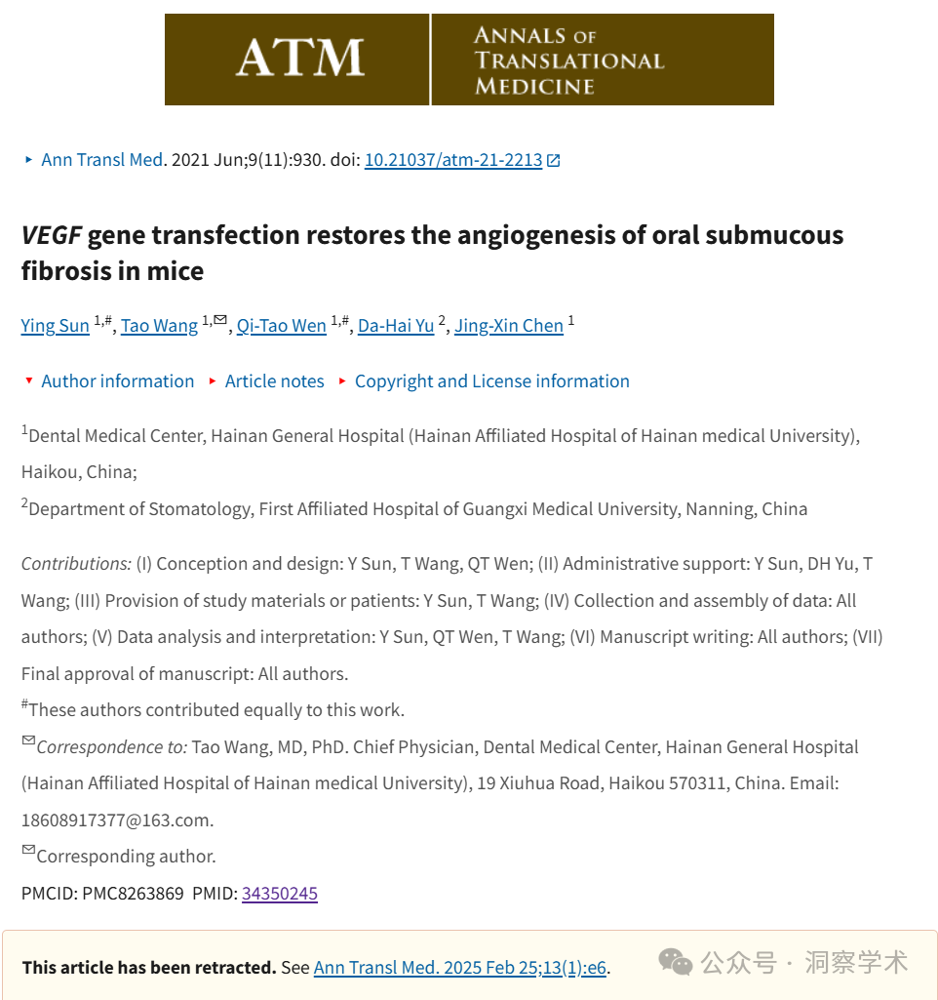 ATM
ANNALS OF
TRANSLATIONAL
MEDICINE
Ann Transl Med. 2021 Jun;9(11):930. doi: 10.21037/atm-21-2213
VEGF gene transfection restores the angiogenesis of oral submucous
fibrosis in mice
Ying Sun 1,#, Tao Wang 1,✉, Qi-Tao Wen 1,#, Da-Hai Yu 2, Jing-Xin Chen 1
Author information Article notes Copyright and License information
1Dental Medical Center, Hainan General Hospital (Hainan Affiliated Hospital of Hainan medical University),
Haikou, China;
2Department of Stomatology, First Affiliated Hospital of Guangxi Medical University, Nanning, China
Contributions: (I) Conception and design: Y Sun, T Wang, QT Wen; (II) Administrative support: Y Sun, DH Yu, T
Wang; (III) Provision of study materials or patients: Y Sun, T Wang; (IV) Collection and assembly of data: All
authors; (V) Data analysis and interpretation: Y Sun, QT Wen, T Wang; (VI) Manuscript writing: All authors; (VII)
Final approval of manuscript: All authors.
#These authors contributed equally to this work.
✉Correspondence to: Tao Wang, MD, PhD. Chief Physician, Dental Medical Center, Hainan General Hospital
(Hainan Affiliated Hospital of Hainan medical University), 19 Xiuhua Road, Haikou 570311, China. Email:
18608917377@163.com.
✉Corresponding author.
PMCID: PMC8263869 PMID: 34350245
This article has been retracted. See Ann Transl Med. 2025 Feb 25;13(1):e6.
公众号 · 洞察学术